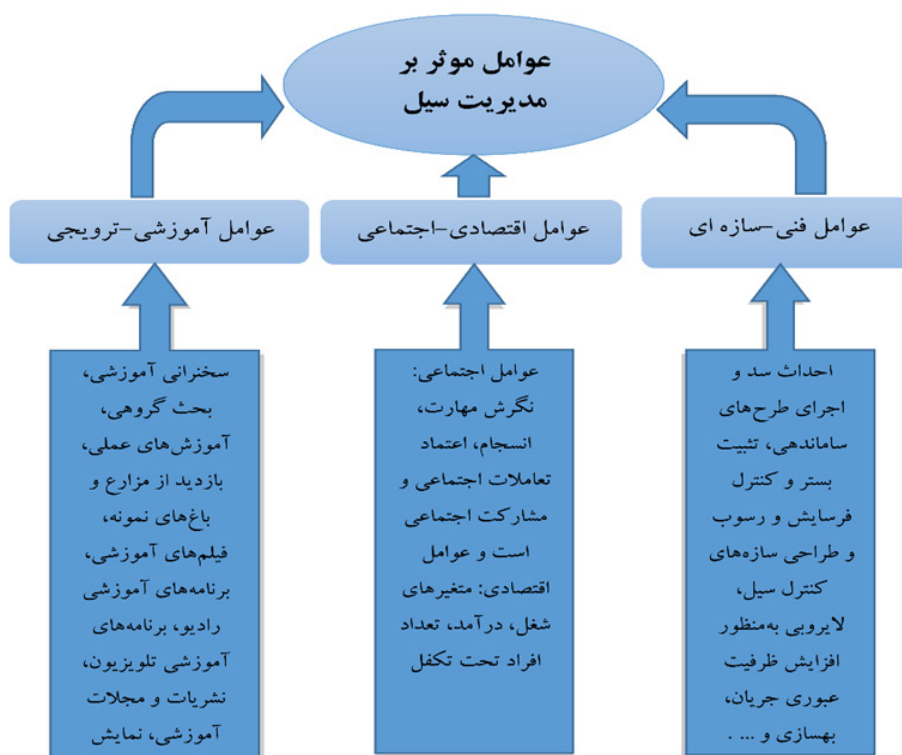 عوامل موثر بر
مدیریت سیل
عوامل فنی-سازه ای
عوامل اقتصادی-اجتماعی
عوامل آموزشی-ترویجی
احداث سد و
اجرای طرح‌های
ساماندهی، تثبیت
بستر و کنترل
فرسایش و رسوب
و طراحی سازه‌های
کنترل سیل،
لایروبی به‌منظور
افزایش ظرفیت
عبوری جریان،
بهسازی و ... .
عوامل اجتماعی:
نگرش مهارت،
انسجام، اعتماد
تعاملات اجتماعی و
مشارکت اجتماعی
است و عوامل
اقتصادی: متغیرهای
شغل، درآمد، تعداد
افراد تحت تکفل
سخنرانی آموزشی،
بحث گروهی،
آموزش‌های عملی،
بازدید از مزارع و
باغ‌های نمونه،
فیلم‌های آموزشی،
برنامه‌های آموزشی
رادیو، برنامه‌های
آموزشی تلویزیون،
نشریات و مجلات
آموزشی، نمایش